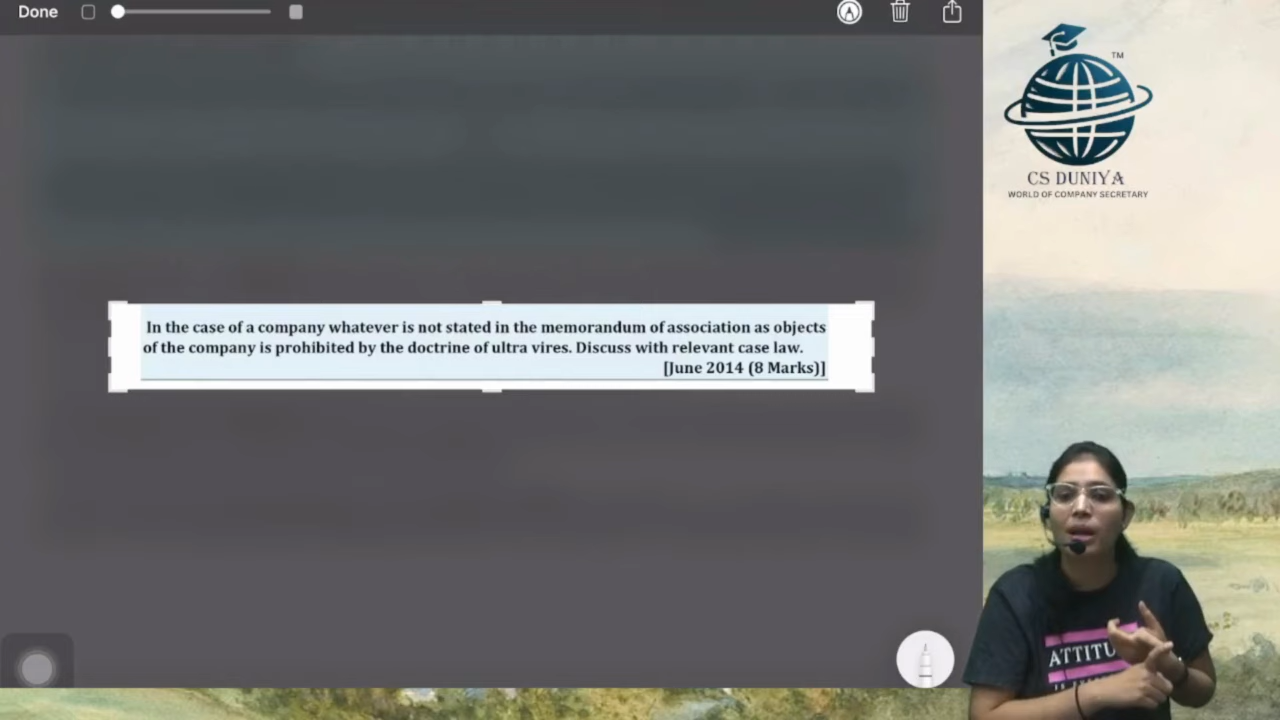 Done
TM
CS DUNIYA
WORLD OF COMPANY SECRETARY
In the case of a company whatever is not stated in the memorandum of association as objects
of the company is prohibited by the doctrine of ultra vires. Discuss with relevant case law.
[June 2014 (8 Marks)]